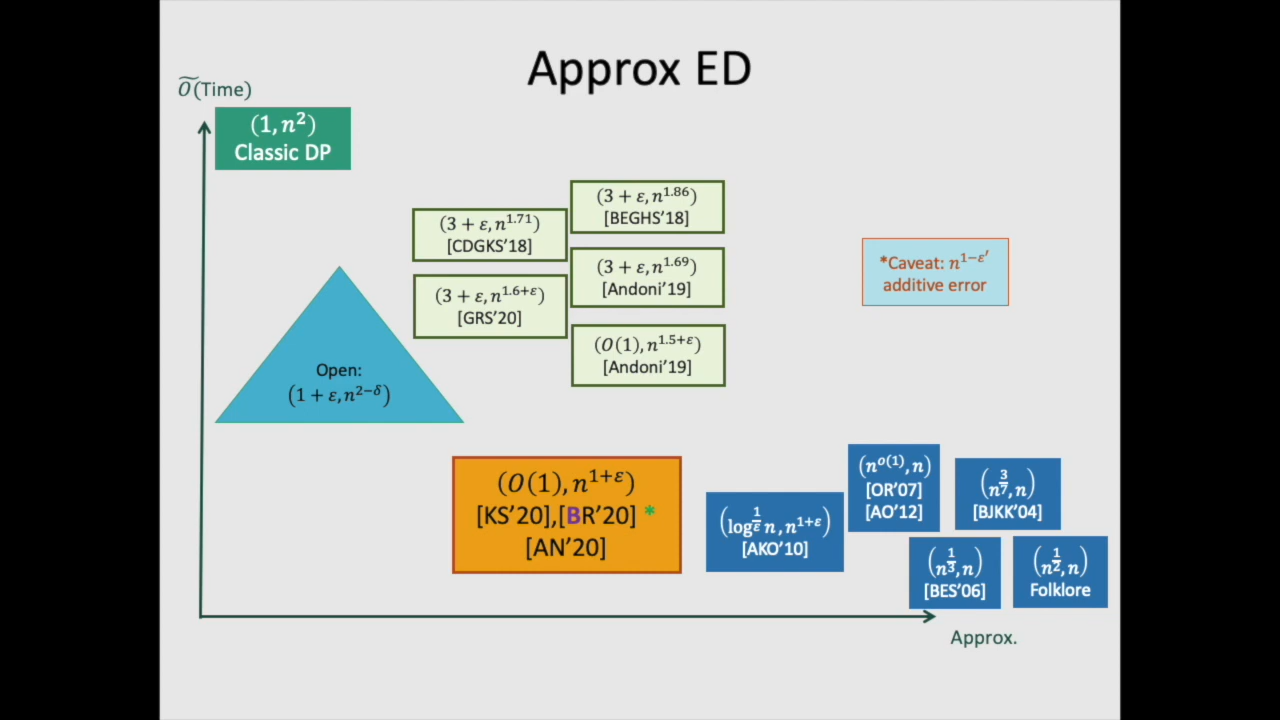 Approx ED
Õ(Time)
(1, n²)
Classic DP
(3 + ε, n^1.86)
[BEGHS'18]
(3 + ε, n^1.71)
[CDGKS'18]
(3 + ε, n^1.69)
[Andoni'19]
(3 + ε, n^{1.6+ε})
[GRS'20]
(O(1), n^{1.5+ε})
[Andoni'19]
*Caveat: n^{1−ε′}
additive error
Open:
(1 + ε, n^{2−δ})
(O(1), n^{1+ε})
[KS'20],[BR'20] *
[AN'20]
(log^{1/ε} n, n^{1+ε})
[AKO'10]
(n^{o(1)}, n)
[OR'07]
[AO'12]
(n^{3/7}, n)
[BJKK'04]
(n^{1/3}, n)
[BES'06]
(n^{1/2}, n)
Folklore
Approx.